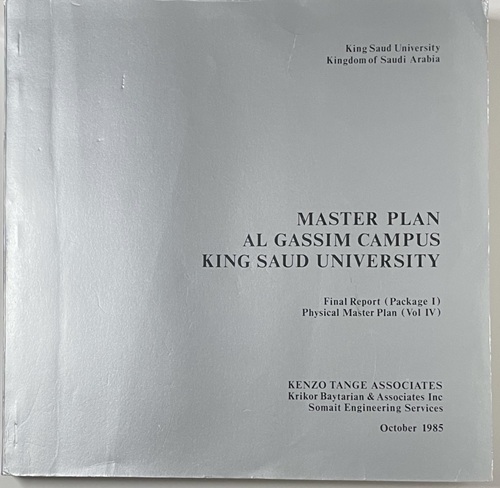 King Saud University
Kingdom of Saudi Arabia
MASTER PLAN
AL GASSIM CAMPUS
KING SAUD UNIVERSITY
Final Report (Package I)
Physical Master Plan (Vol IV)
KENZO TANGE ASSOCIATES
Krikor Baytarian & Associates Inc
Somait Engineering Services
October 1985